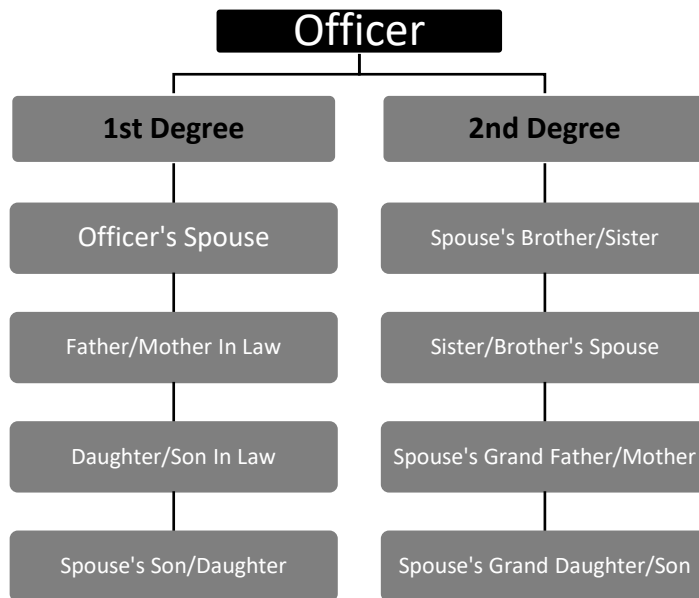 Officer
1st Degree
2nd Degree
Officer's Spouse
Spouse's Brother/Sister
Father/Mother In Law
Sister/Brother's Spouse
Daughter/Son In Law
Spouse's Grand Father/Mother
Spouse's Son/Daughter
Spouse's Grand Daughter/Son